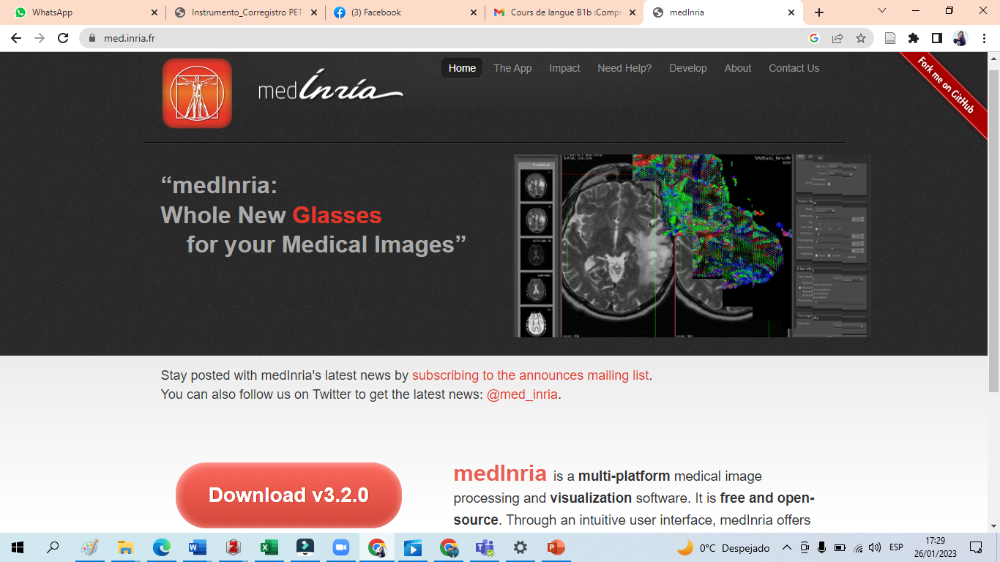 WhatsApp
Instrumento_Corregistro PET-
(3) Facebook
Cours de langue B1b :Compr
medInria
med.inria.fr
Home The App Impact Need Help? Develop About Contact Us
Fork me on GitHub
medInria
“medInria:
Whole New Glasses
for your Medical Images”
Stay posted with medInria's latest news by subscribing to the announces mailing list.
You can also follow us on Twitter to get the latest news: @med_inria.
Download v3.2.0
medInria is a multi-platform medical image
processing and visualization software. It is free and open-
source. Through an intuitive user interface, medInria offers
0°C Despejado
ESP
17:29
26/01/2023